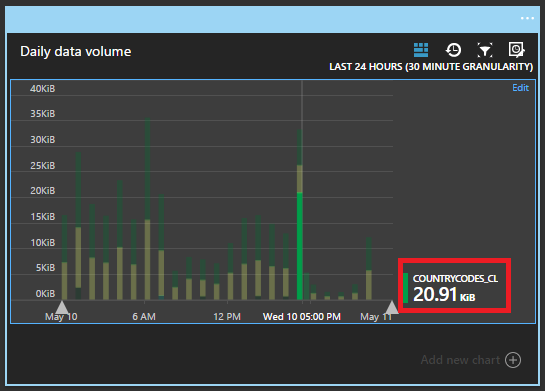 ...
Daily data volume
LAST 24 HOURS (30 MINUTE GRANULARITY)
Edit
40KiB
35KiB
30KiB
25KiB
20KiB
15KiB
10KiB
5KiB
0KiB
COUNTRYCODES_CL
20.91 KiB
May 10 6 AM 12 PM Wed 10 05:00 PM May 11
Add new chart